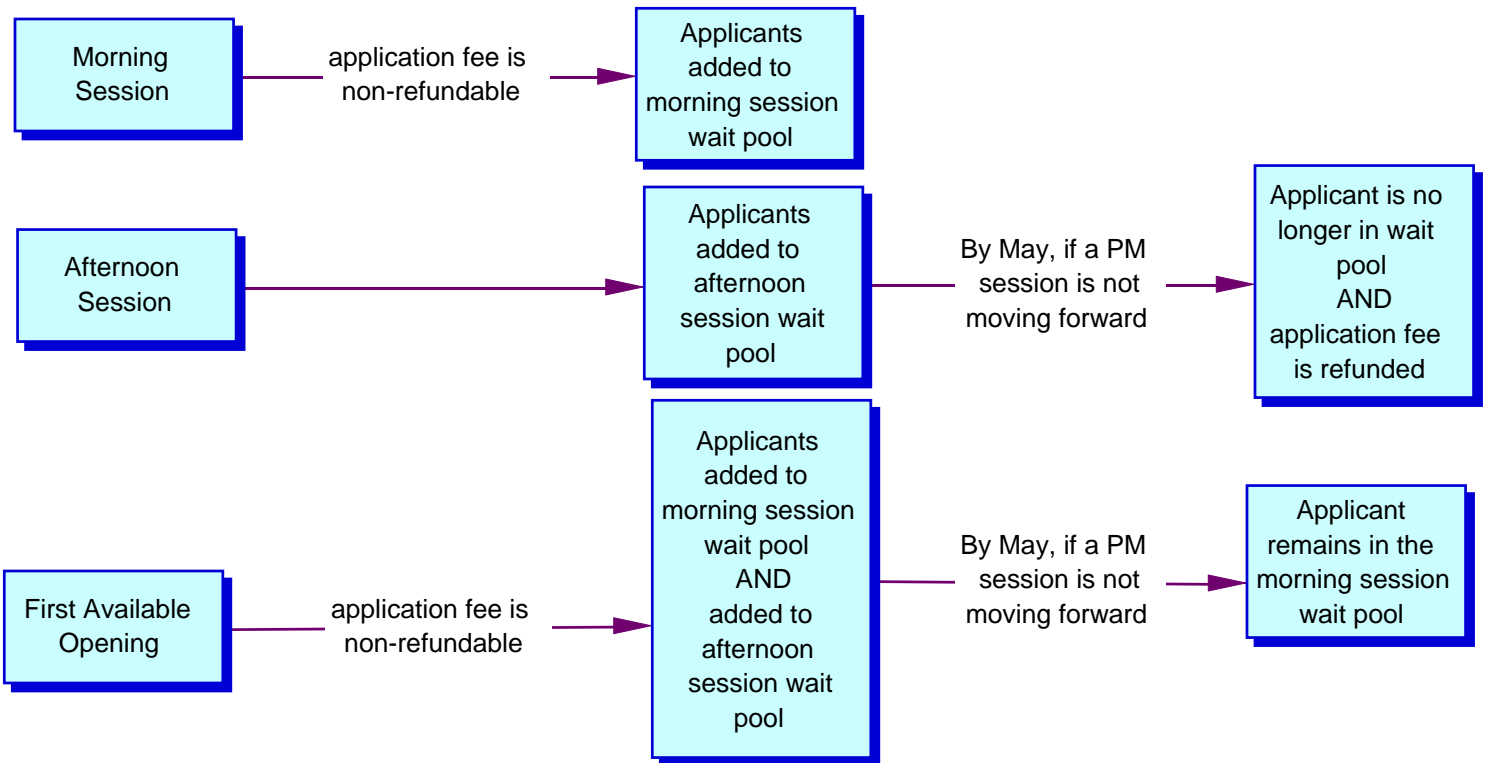 Morning
Session
application fee is
non-refundable
Applicants
added to
morning session
wait pool
Afternoon
Session
Applicants
added to
afternoon
session wait
pool
By May, if a PM
session is not
moving forward
Applicant is no
longer in wait
pool
AND
application fee
is refunded
First Available
Opening
application fee is
non-refundable
Applicants
added to
morning session
wait pool
AND
added to
afternoon
session wait
pool
By May, if a PM
session is not
moving forward
Applicant
remains in the
morning session
wait pool